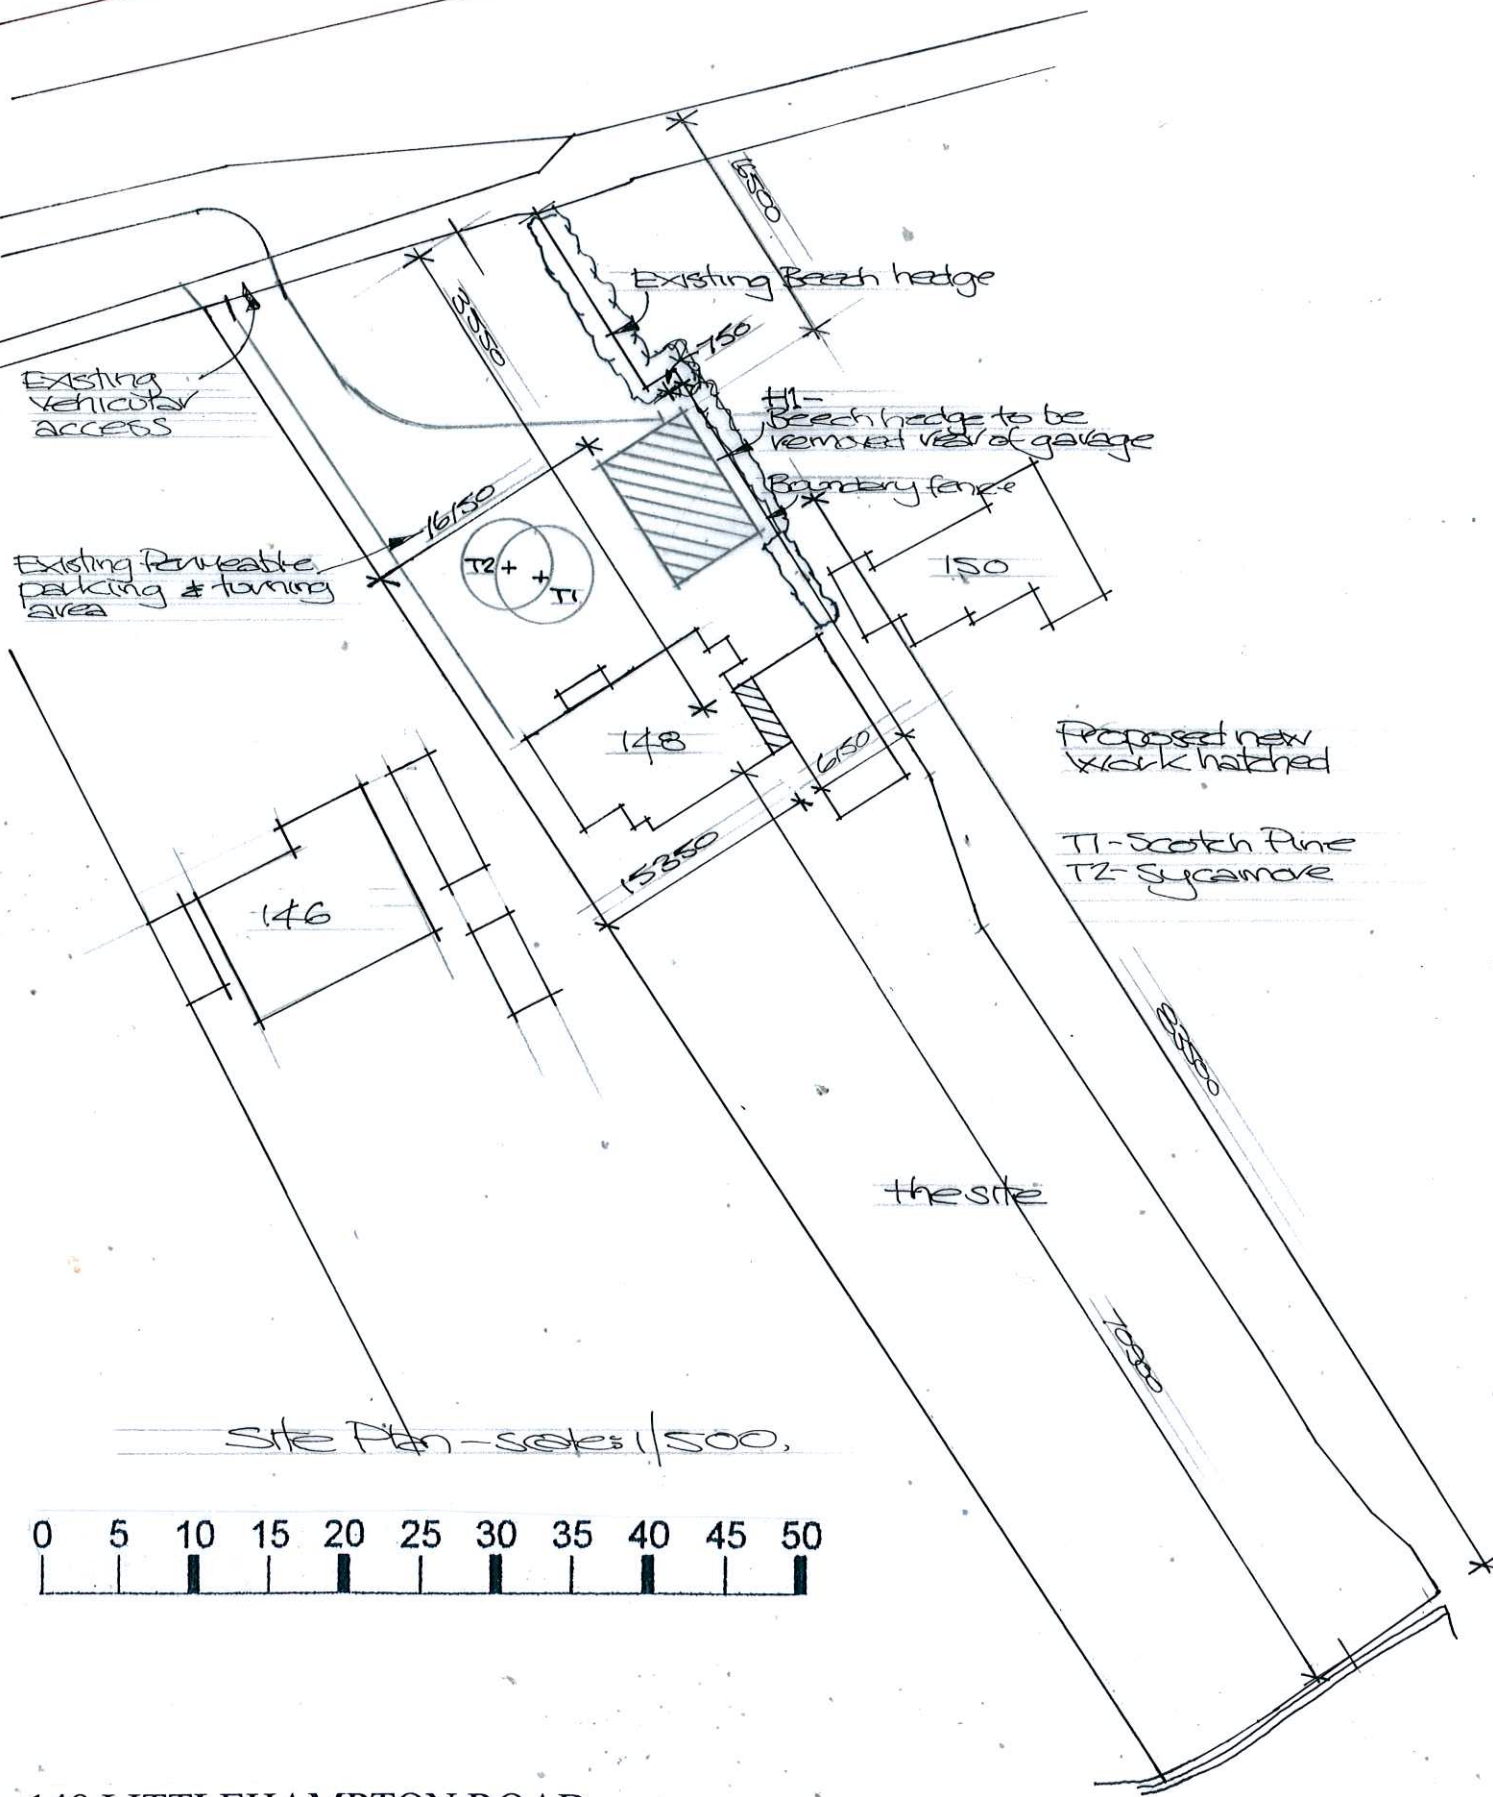 Existing Beech hedge
750
Existing
vehicular
access
H1-
Beech hedge to be
removed rear of garage
Boundary fence
16150
Existing Permeable
parking & turning
area
T2
T1
150
148
6150
Proposed new
work hatched
15350
T1-Scotch Pine
T2-Sycamore
146
the site
Site Plan-scale: 1/500.
0 5 10 15 20 25 30 35 40 45 50
148 LITTLEHAMPTON ROAD